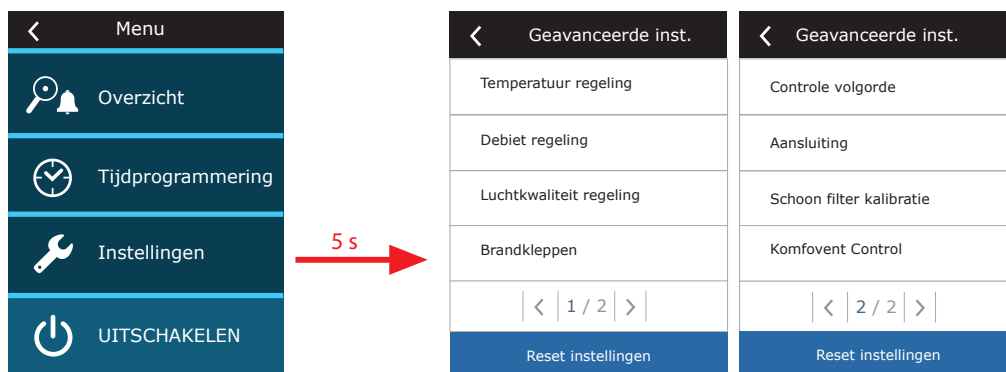 Menu
Overzicht
Tijdprogrammering
Instellingen
UITSCHAKELEN
5 s
Geavanceerde inst.
Temperatuur regeling
Debiet regeling
Luchtkwaliteit regeling
Brandkleppen
1 / 2
Reset instellingen
Geavanceerde inst.
Controle volgorde
Aansluiting
Schoon filter kalibratie
Komfovent Control
2 / 2
Reset instellingen